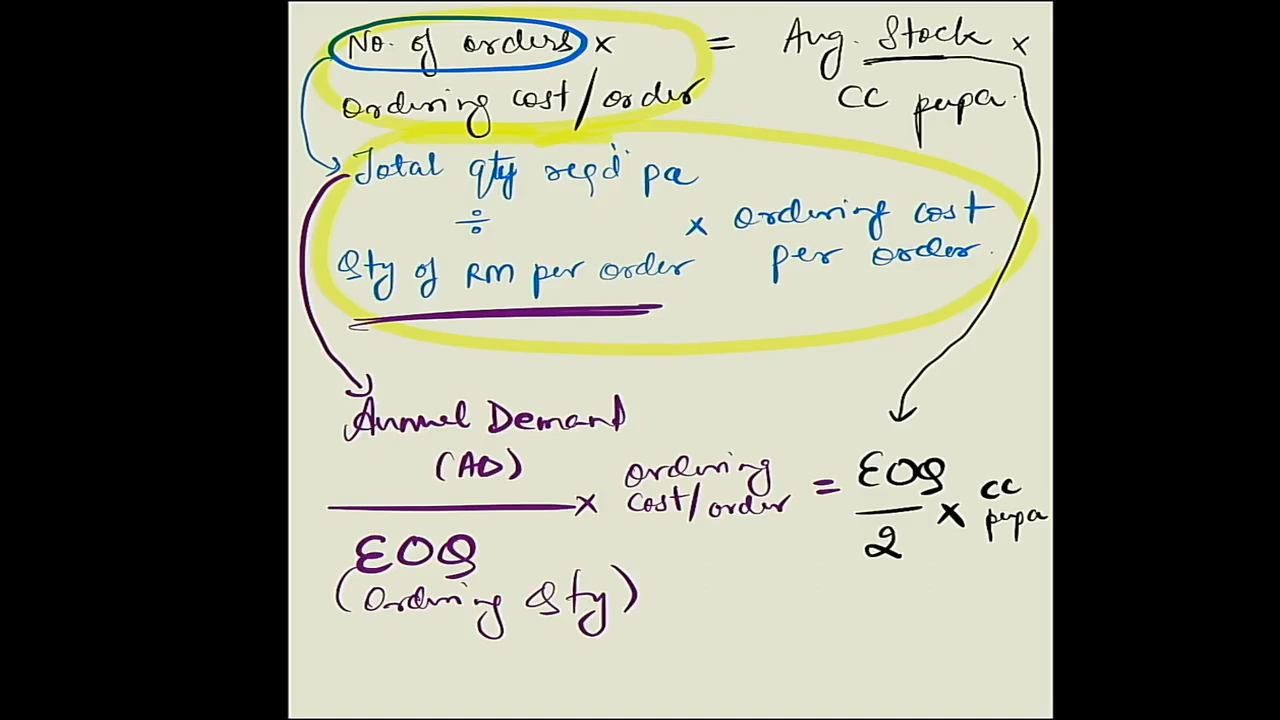 No. of orders × = Avg. Stock ×
Ordering cost/order CC pupa.
Total qty reqd pa
÷ × Ordering cost
Qty of RM per order per order.
Annual Demand
(AD) × Ordering cost/order = EOQ/2 × CC pupa
EOQ
(Ordering Qty)